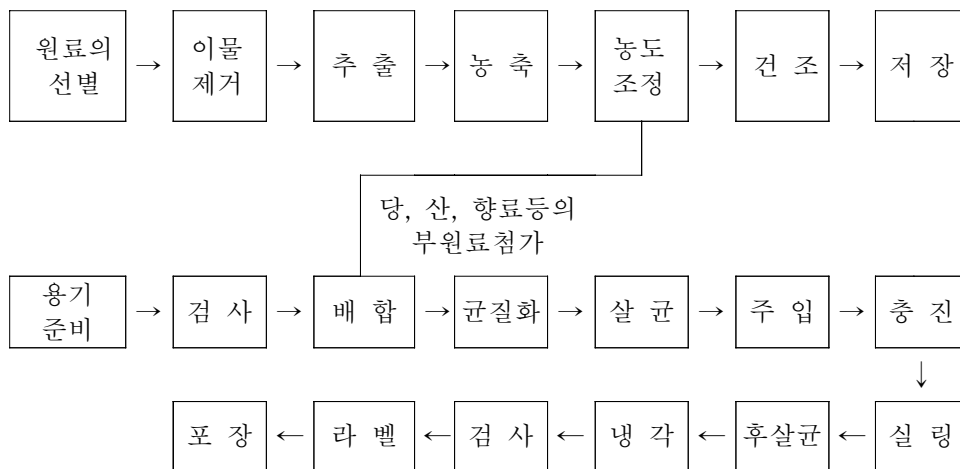 원료의
선별
→
이물
제거
→
추 출
→
농 축
→
농도
조정
→
건 조
→
저 장
당, 산, 향료등의
부원료첨가
용기
준비
→
검 사
→
배 합
→
균질화
→
살 균
→
주 입
→
충 진
↓
포 장
←
라 벨
←
검 사
←
냉 각
←
후살균
←
실 링